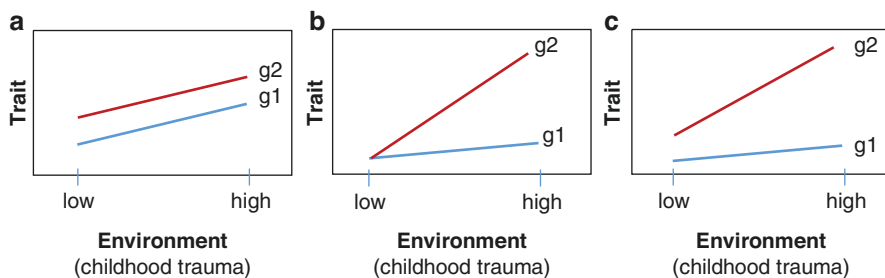 a
Trait
g2
g1
low high
Environment
(childhood trauma)
b
Trait
g2
g1
low high
Environment
(childhood trauma)
c
Trait
g2
g1
low high
Environment
(childhood trauma)